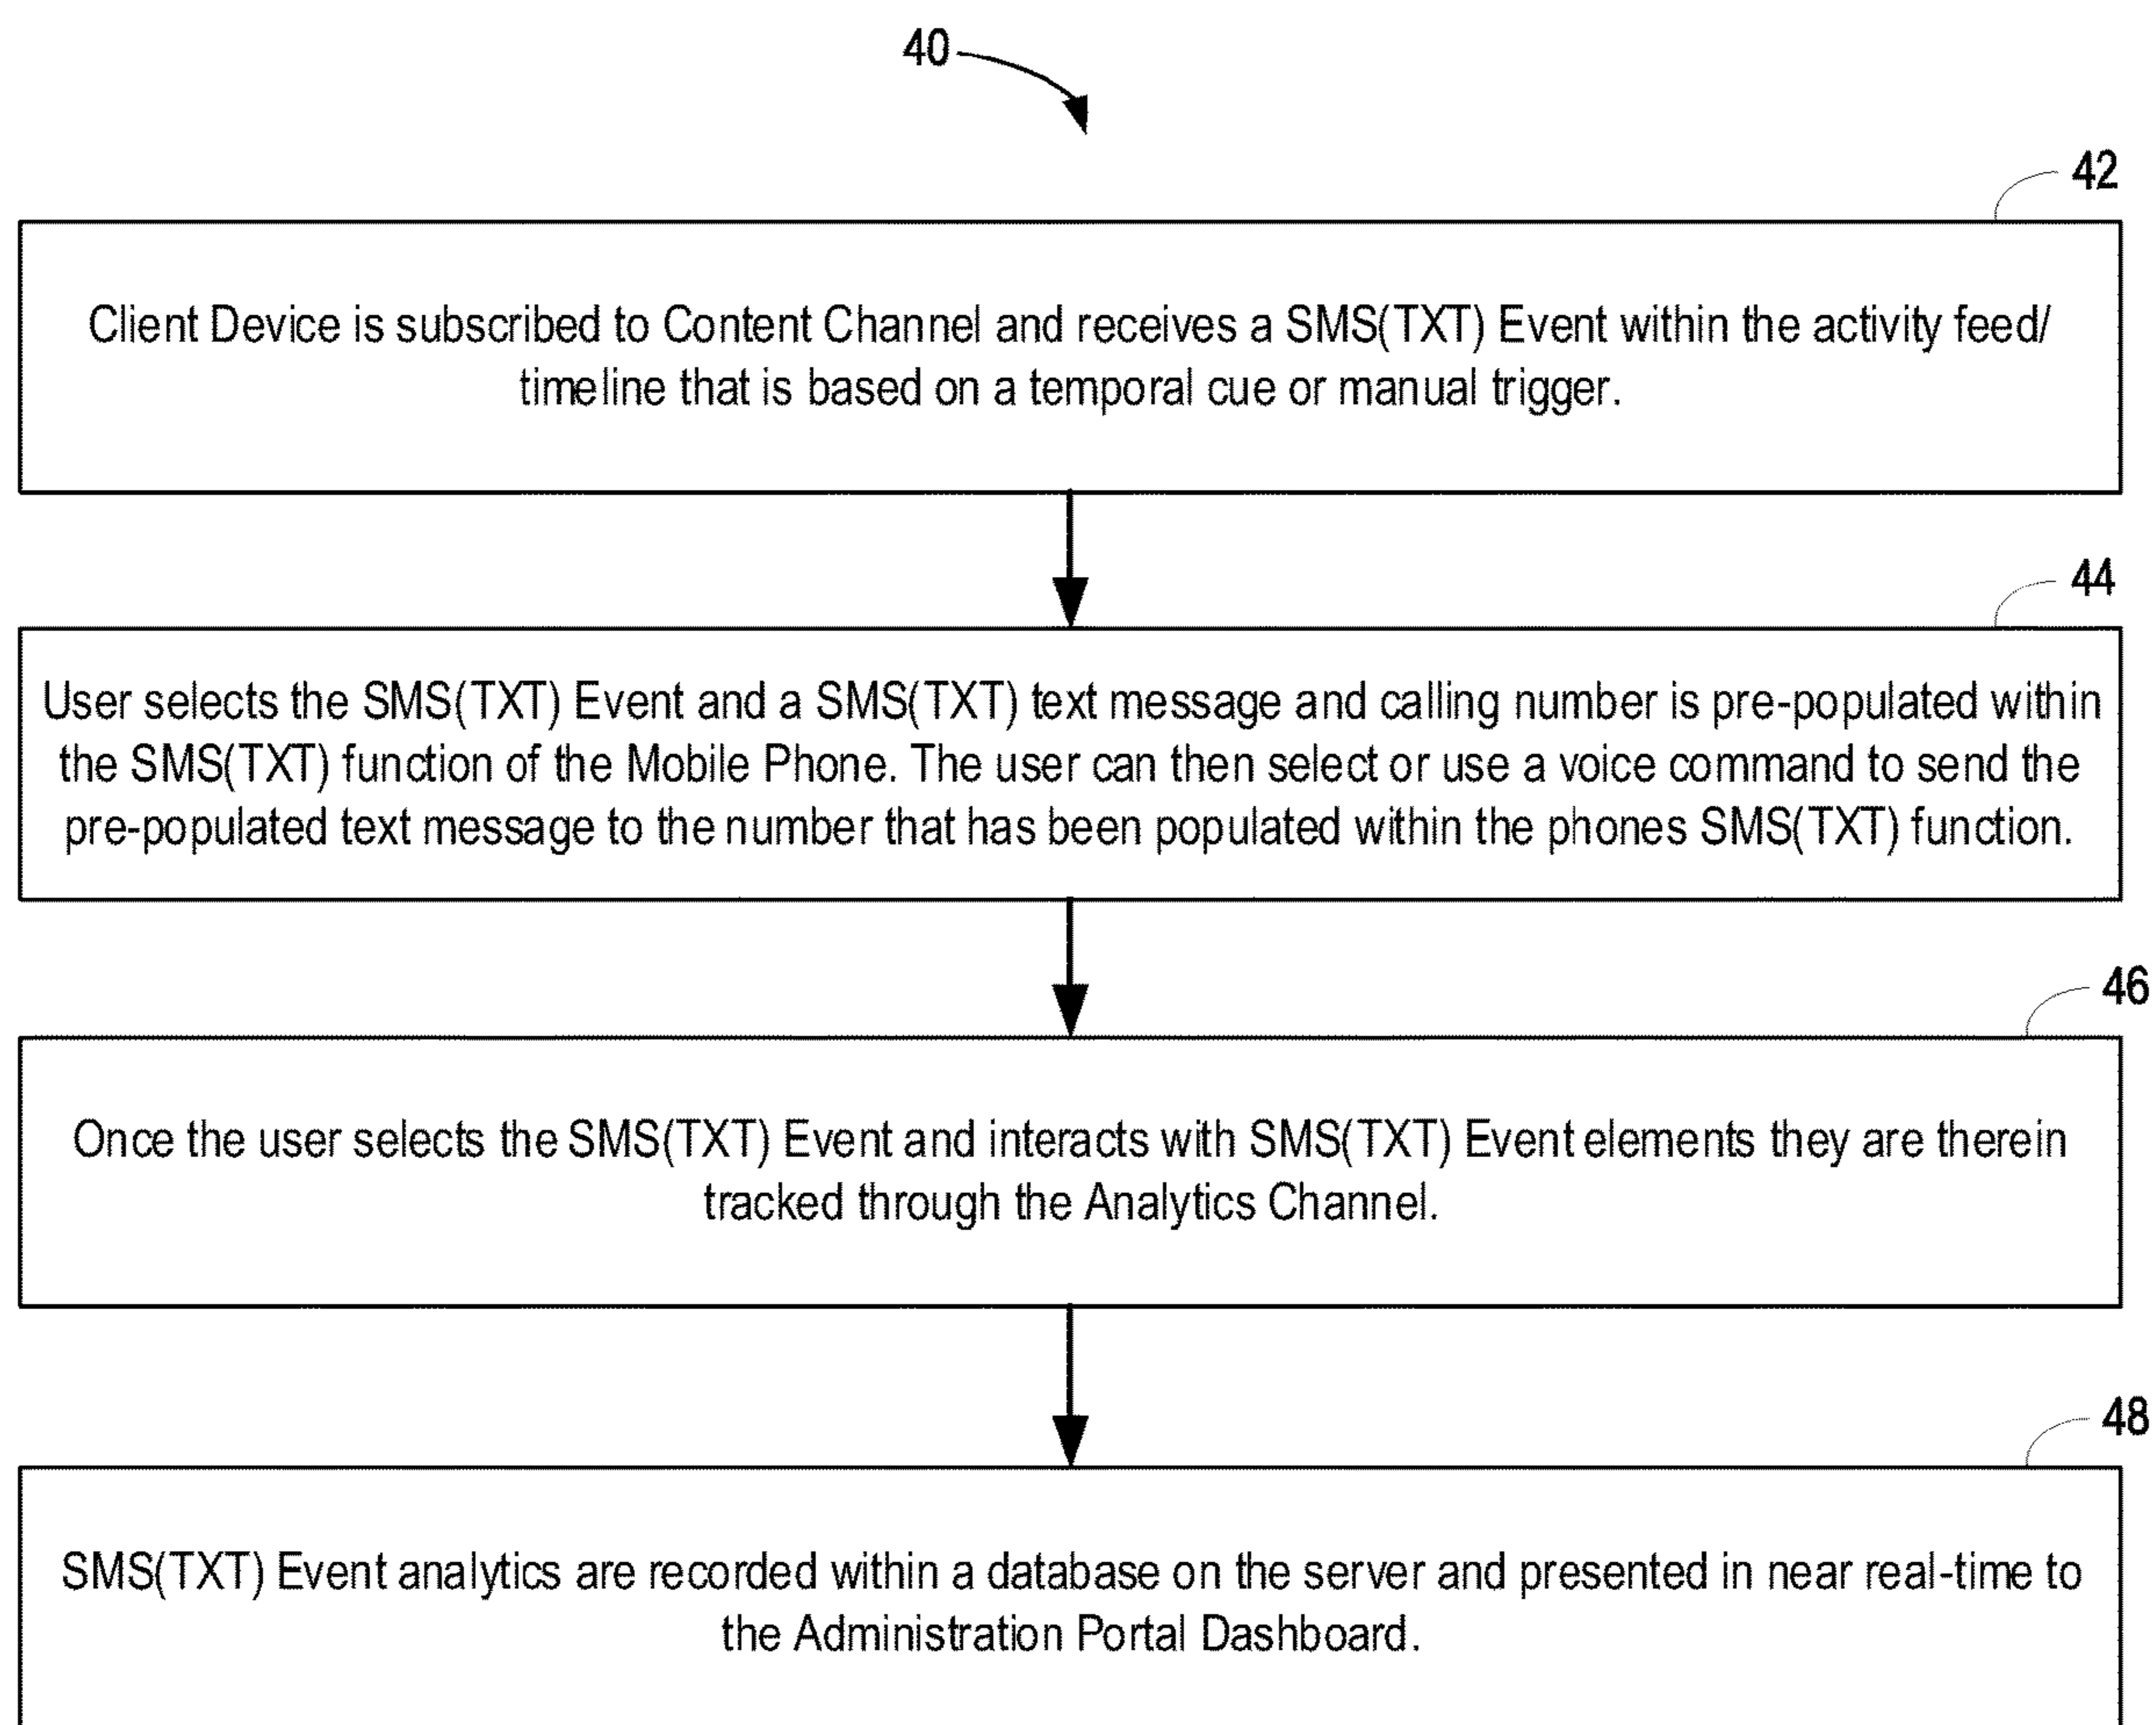 40
42
Client Device is subscribed to Content Channel and receives a SMS(TXT) Event within the activity feed/
timeline that is based on a temporal cue or manual trigger.
44
User selects the SMS(TXT) Event and a SMS(TXT) text message and calling number is pre-populated within
the SMS(TXT) function of the Mobile Phone. The user can then select or use a voice command to send the
pre-populated text message to the number that has been populated within the phones SMS(TXT) function.
46
Once the user selects the SMS(TXT) Event and interacts with SMS(TXT) Event elements they are therein
tracked through the Analytics Channel.
48
SMS(TXT) Event analytics are recorded within a database on the server and presented in near real-time to
the Administration Portal Dashboard.